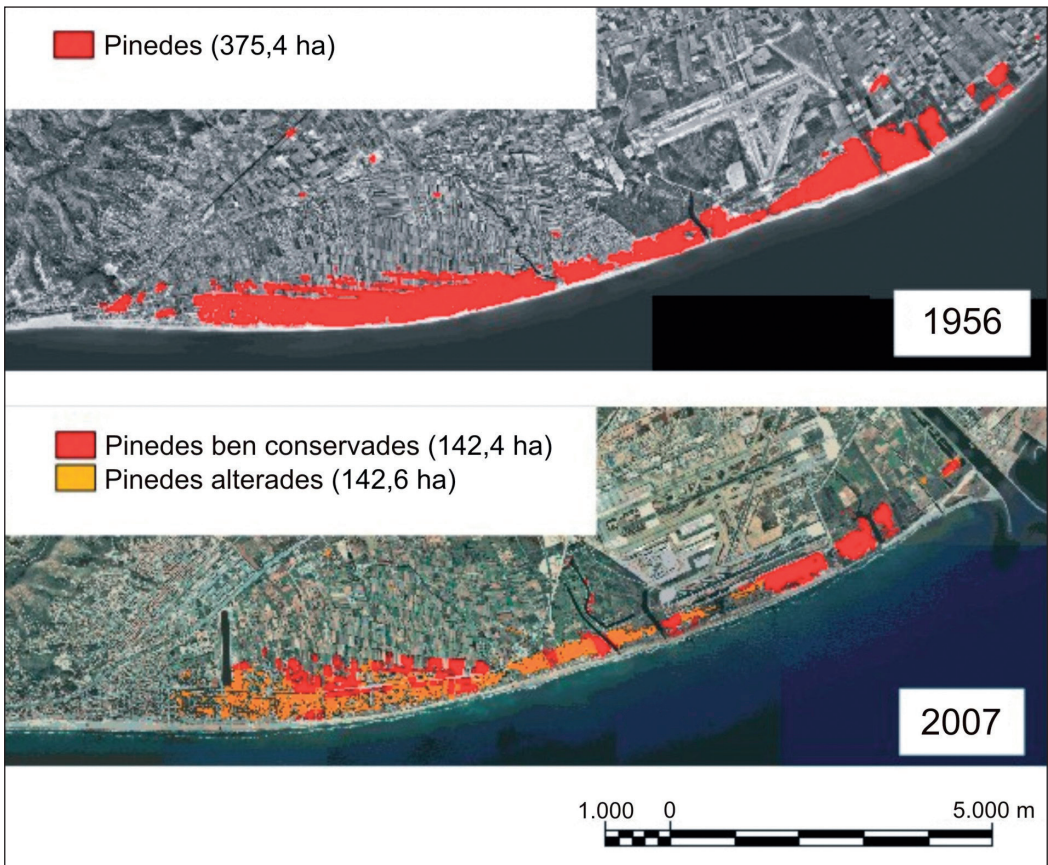 Pinedes (375,4 ha)
1956
Pinedes ben conservades (142,4 ha)
Pinedes alterades (142,6 ha)
2007
1.000 0 5.000 m